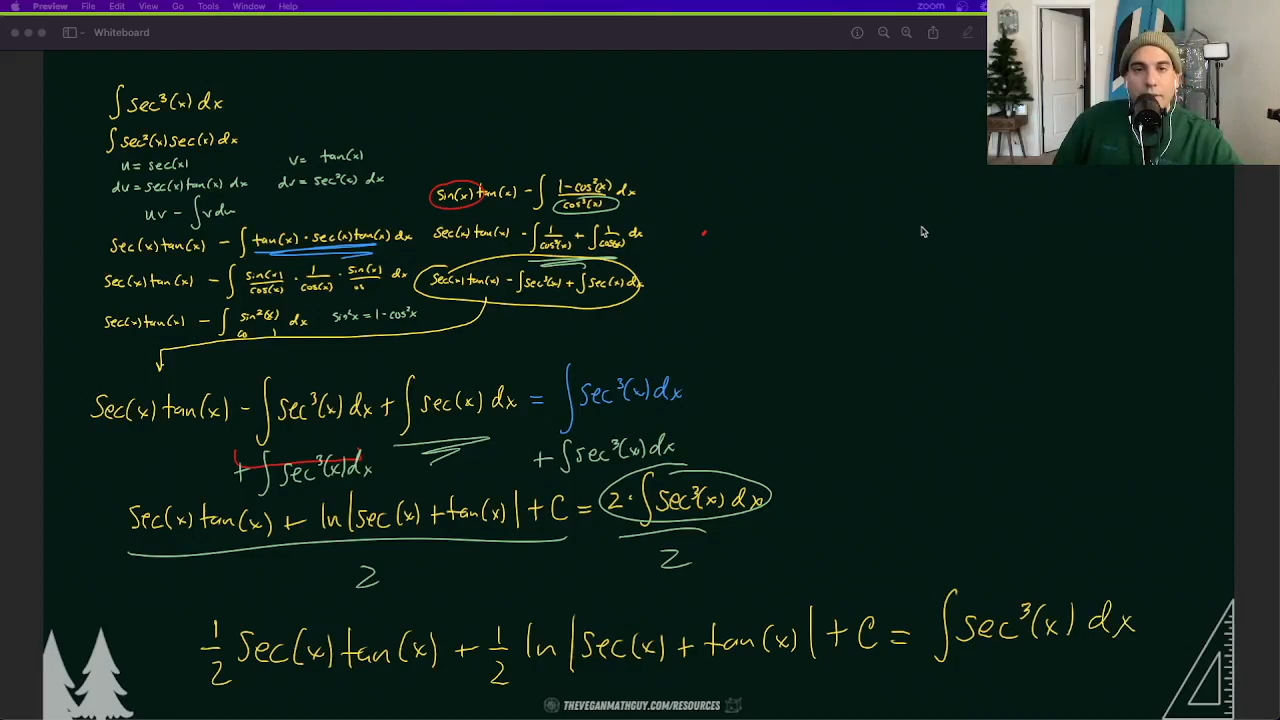 Preview File Edit View Go Tools Window Help zoom
Whiteboard
∫ sec³(x) dx
∫ sec²(x) sec(x) dx
u = sec(x) v = tan(x)
du = sec(x) tan(x) dx dv = sec²(x) dx
uv − ∫ v du
sec(x) tan(x) − ∫ tan(x) · sec(x) tan(x) dx
sec(x) tan(x) − ∫ sin(x)/cos(x) · 1/cos(x) · sin(x)/cos dx
sec(x) tan(x) − ∫ sin²(x)/co dx sin²x = 1 − cos²x
sin(x) tan(x) − ∫ (1 − cos²(x))/cos³(x) dx
sec(x) tan(x) − ∫ 1/cos³(x) + ∫ 1/cos(x) dx
sec(x) tan(x) − ∫ sec³(x) + ∫ sec(x) dx
sec(x) tan(x) − ∫ sec³(x) dx + ∫ sec(x) dx = ∫ sec³(x) dx
+ ∫ sec³(x) dx + ∫ sec³(x) dx
sec(x) tan(x) + ln |sec(x) + tan(x)| + C = 2 · ∫ sec³(x) dx
2 2
1/2 sec(x) tan(x) + 1/2 ln |sec(x) + tan(x)| + C = ∫ sec³(x) dx
THEVEGANMATHGUY.COM/RESOURCES